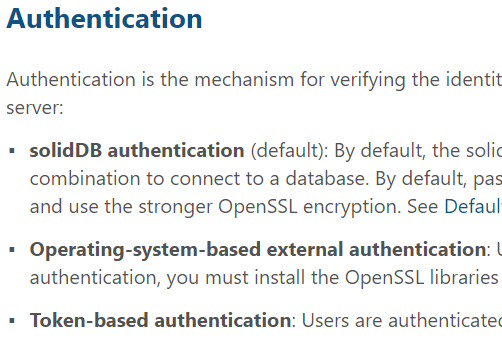 Authentication
Authentication is the mechanism for verifying the identit
server:
▪ solidDB authentication (default): By default, the solid
combination to connect to a database. By default, pas
and use the stronger OpenSSL encryption. See Defaul
▪ Operating-system-based external authentication: U
authentication, you must install the OpenSSL libraries
▪ Token-based authentication: Users are authenticated